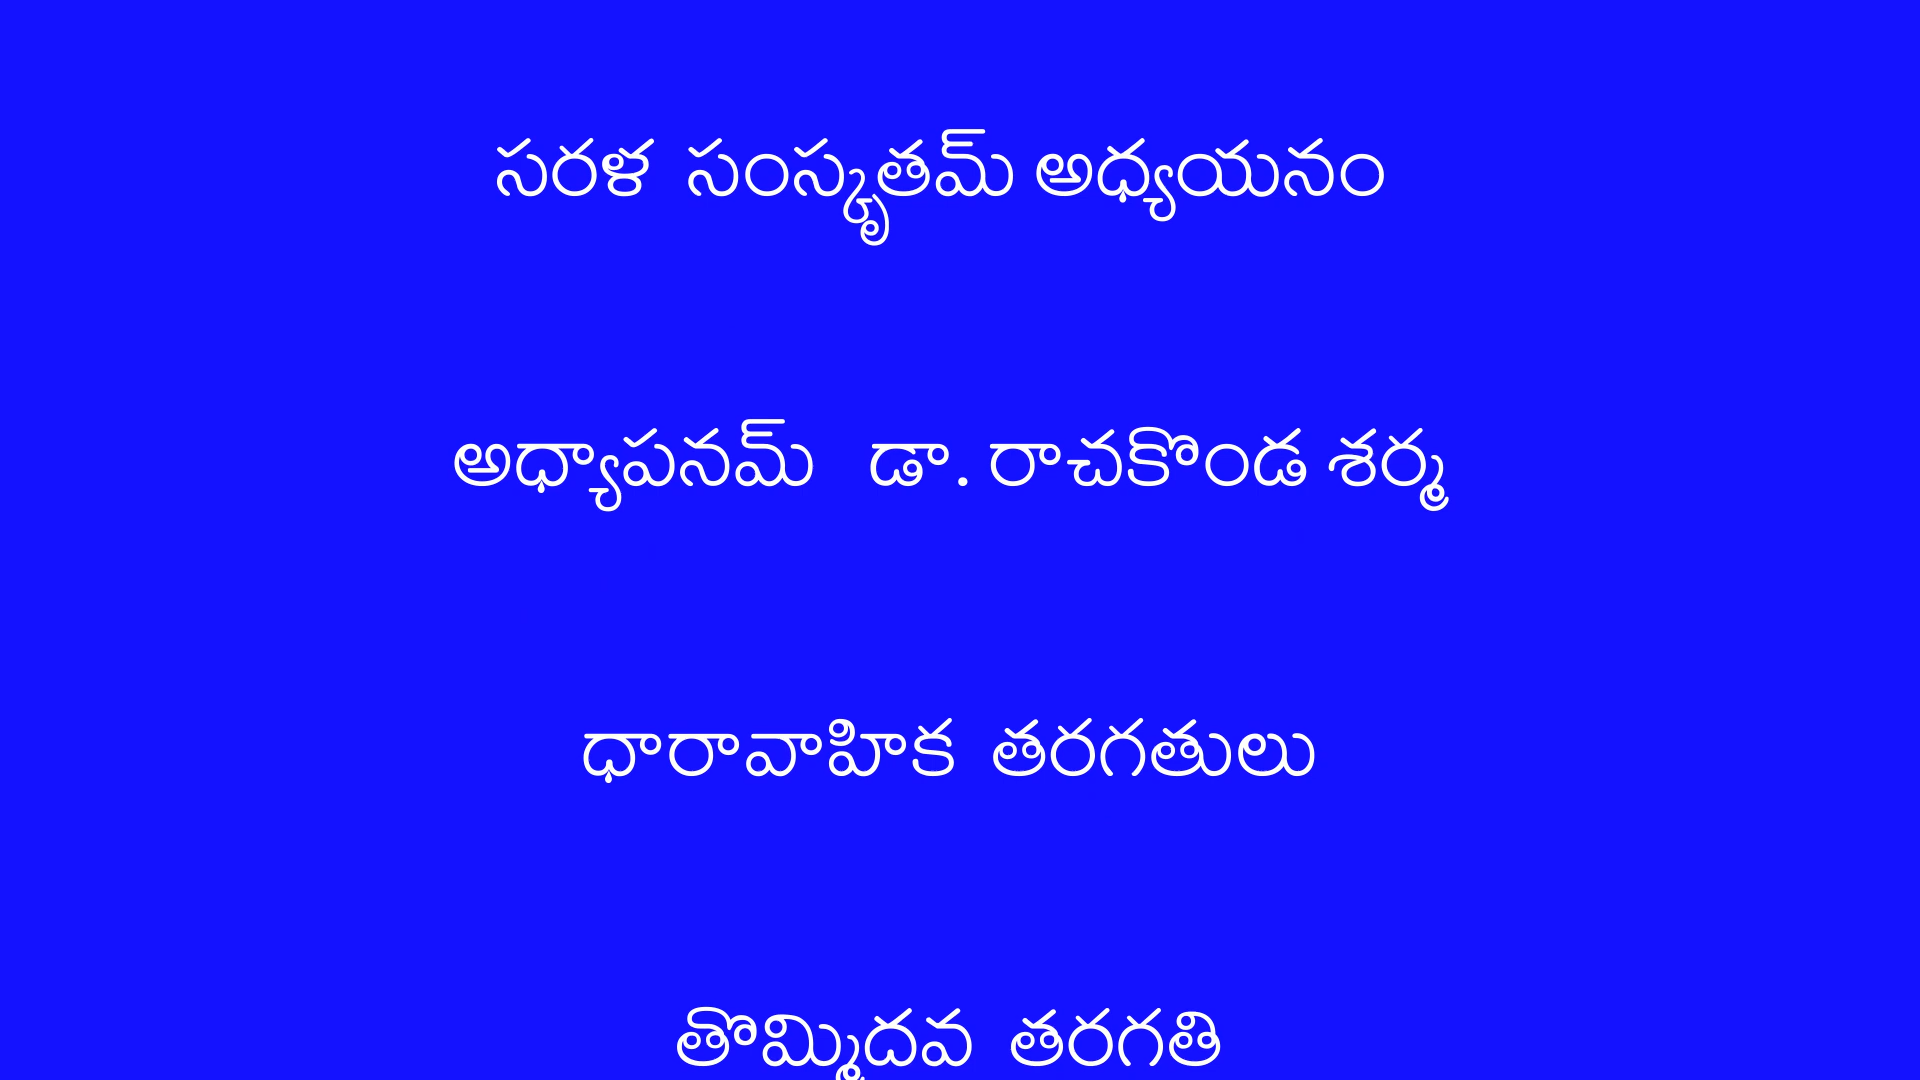 సరళ సంస్కృతమ్ అధ్యయనం
అధ్యాపనమ్ డా. రాచకొండ శర్మ
ధారావాహిక తరగతులు
తొమ్మిదవ తరగతి